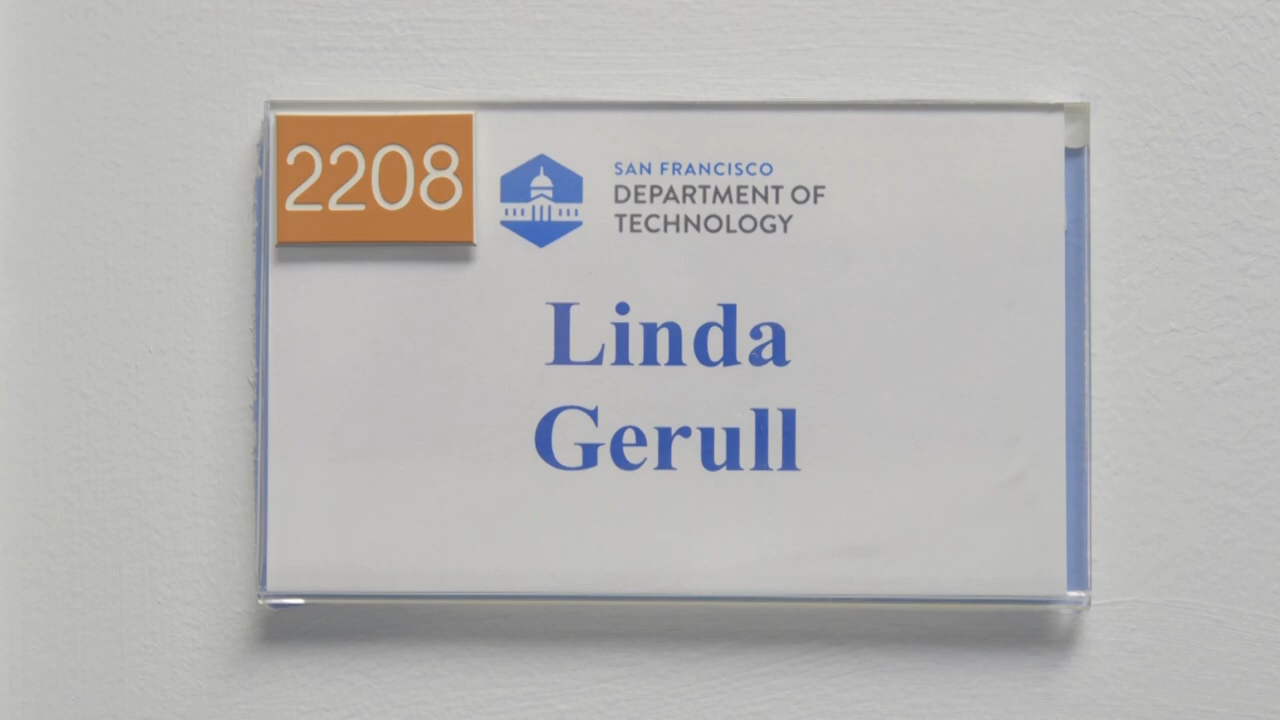 2208
SAN FRANCISCO
DEPARTMENT OF
TECHNOLOGY
Linda
Gerull